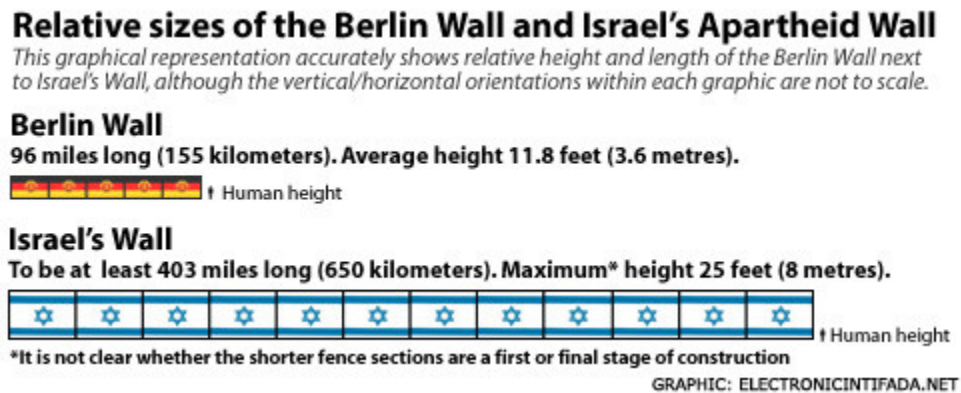 Relative sizes of the Berlin Wall and Israel's Apartheid Wall
This graphical representation accurately shows relative height and length of the Berlin Wall next
to Israel's Wall, although the vertical/horizontal orientations within each graphic are not to scale.
Berlin Wall
96 miles long (155 kilometers). Average height 11.8 feet (3.6 metres).
Human height
Israel's Wall
To be at least 403 miles long (650 kilometers). Maximum* height 25 feet (8 metres).
Human height
*It is not clear whether the shorter fence sections are a first or final stage of construction
GRAPHIC: ELECTRONICINTIFADA.NET